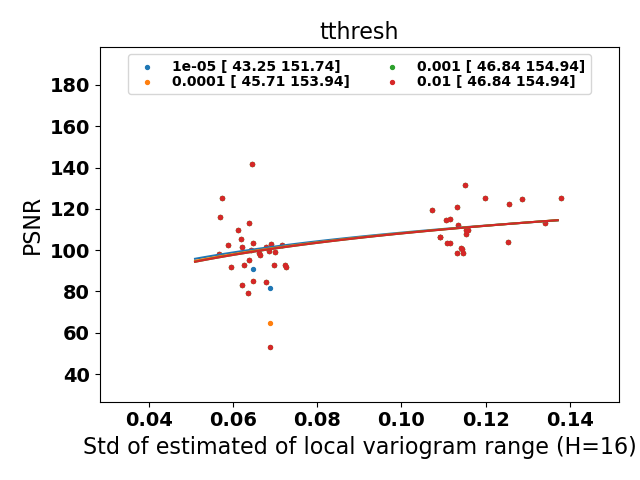 tthresh
1e-05 [ 43.25 151.74]
0.0001 [ 45.71 153.94]
0.001 [ 46.84 154.94]
0.01 [ 46.84 154.94]
PSNR
180
160
140
120
100
80
60
40
0.04 0.06 0.08 0.10 0.12 0.14
Std of estimated of local variogram range (H=16)